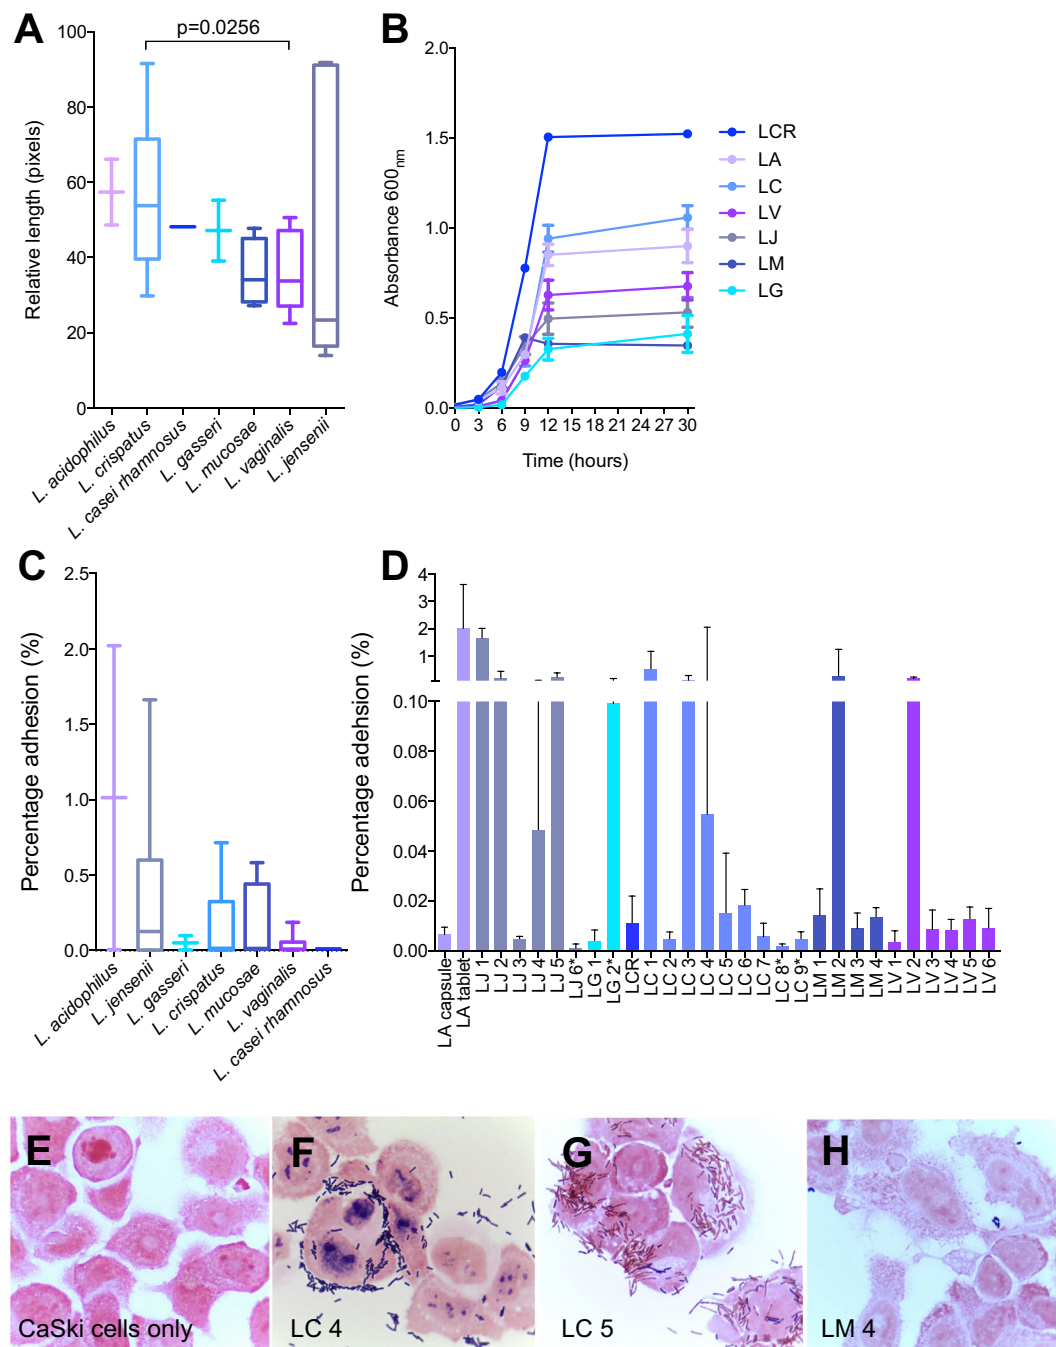 A
p=0.0256
Relative length (pixels)
100
80
60
40
20
0
L. acidophilus
L. crispatus
L. casei rhamnosus
L. gasseri
L. mucosae
L. vaginalis
L. jensenii
B
Absorbance 600nm
2.0
1.5
1.0
0.5
0.0
0 3 6 9 12 15 18 21 24 27 30
Time (hours)
LCR
LA
LC
LV
LJ
LM
LG
C
Percentage adhesion (%)
2.5
2.0
1.5
1.0
0.5
0.0
L. acidophilus
L. jensenii
L. gasseri
L. crispatus
L. mucosae
L. vaginalis
L. casei rhamnosus
D
Percentage adehsion (%)
4
3
2
1
0.10
0.08
0.06
0.04
0.02
0.00
LA capsule
LA tablet
LJ 1
LJ 2
LJ 3
LJ 4
LJ 5
LJ 6*
LG 1
LG 2*
LCR
LC 1
LC 2
LC 3
LC 4
LC 5
LC 6
LC 7
LC 8*
LC 9*
LM 1
LM 2
LM 3
LM 4
LV 1
LV 2
LV 3
LV 4
LV 5
LV 6
E
CaSki cells only
F
LC 4
G
LC 5
H
LM 4